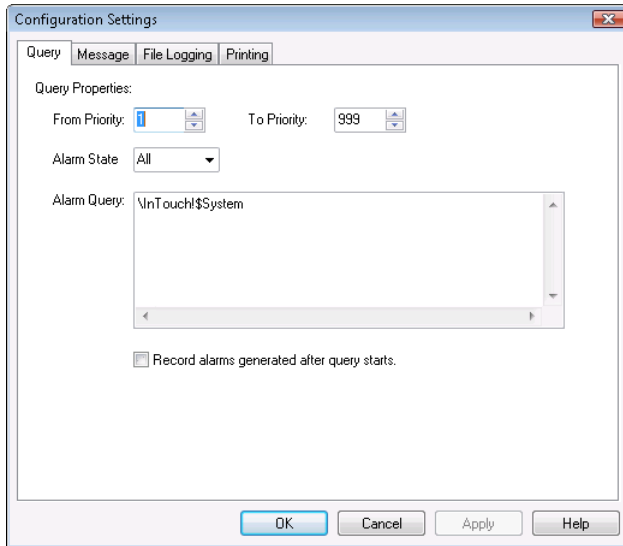 Configuration Settings
Query Message File Logging Printing
Query Properties:
From Priority: 1 To Priority: 999
Alarm State All
Alarm Query: \InTouch!$System
Record alarms generated after query starts.
OK Cancel Apply Help